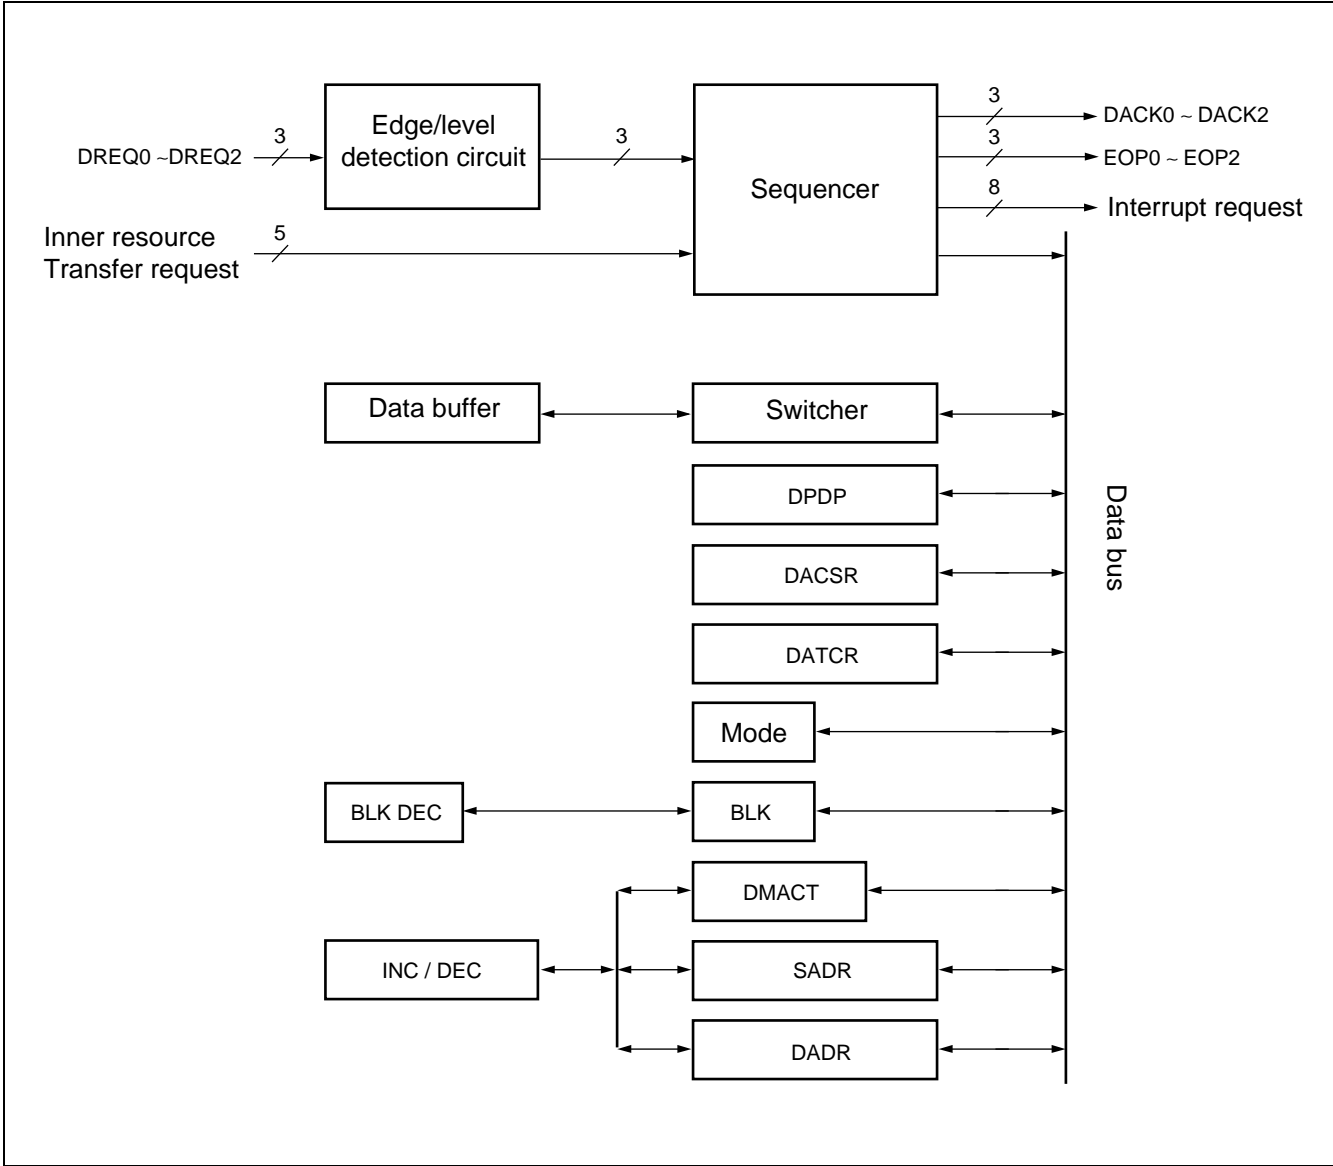 3
DACK0 ~ DACK2
Edge/level
detection circuit
3
3
3
DREQ0 ~DREQ2
EOP0 ~ EOP2
Sequencer
8
Interrupt request
Inner resource
Transfer request
5
Data buffer
Switcher
DPDP
Data bus
DACSR
DATCR
Mode
BLK DEC
BLK
DMACT
INC / DEC
SADR
DADR